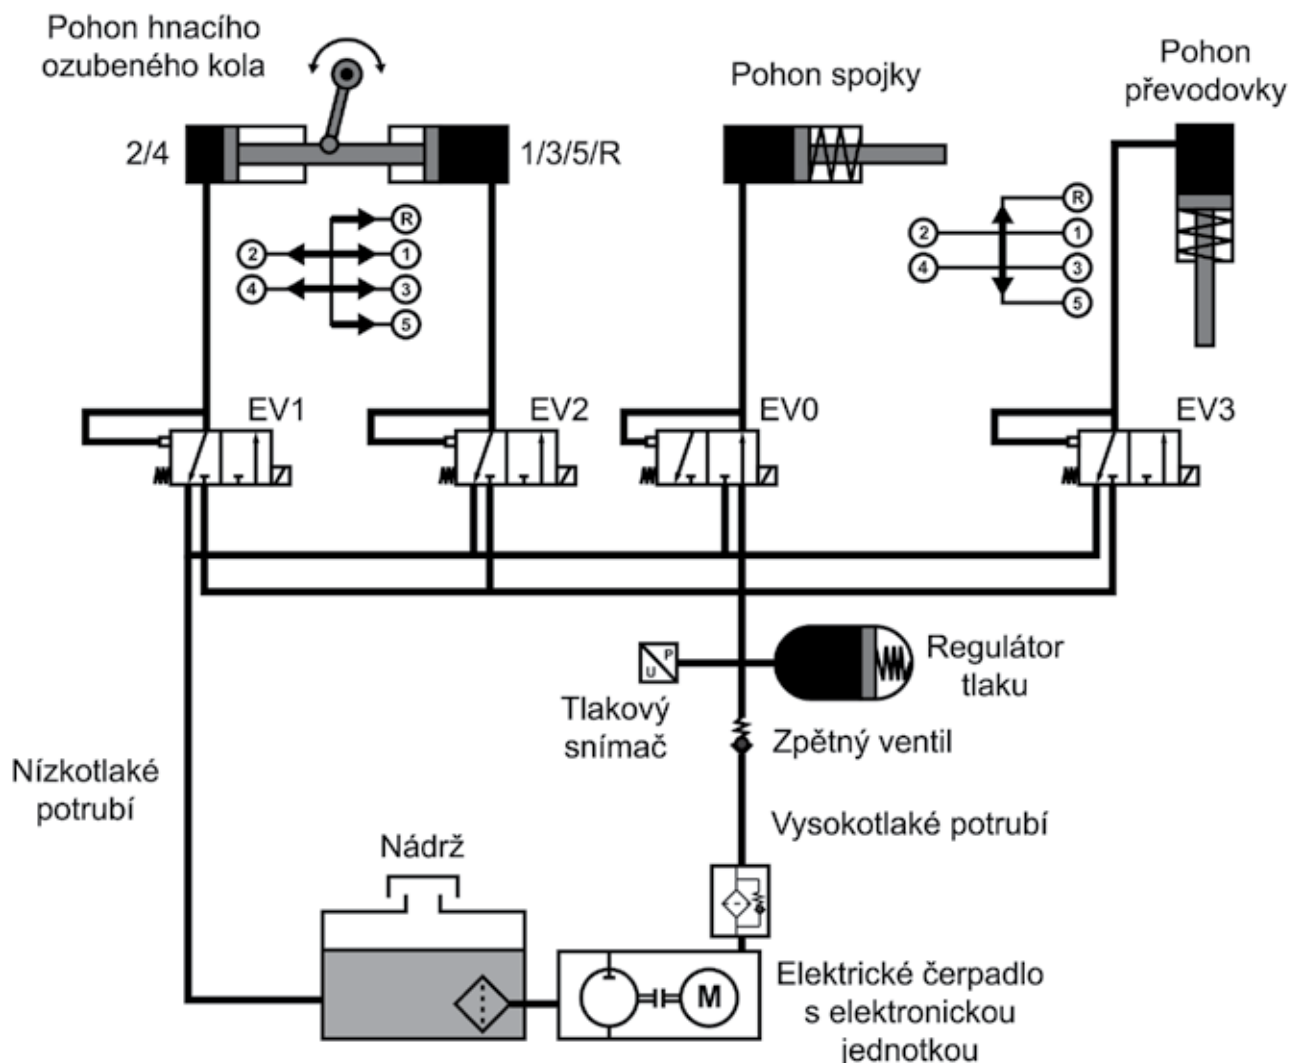 Pohon hnacího
ozubeného kola
Pohon spojky
Pohon
převodovky
2/4
1/3/5/R
R
2
1
4
3
5
R
2
1
4
3
5
EV1
EV2
EV0
EV3
P
U
Regulátor
tlaku
Tlakový
snímač
Zpětný ventil
Nízkotlaké
potrubí
Vysokotlaké potrubí
Nádrž
M
Elektrické čerpadlo
s elektronickou
jednotkou